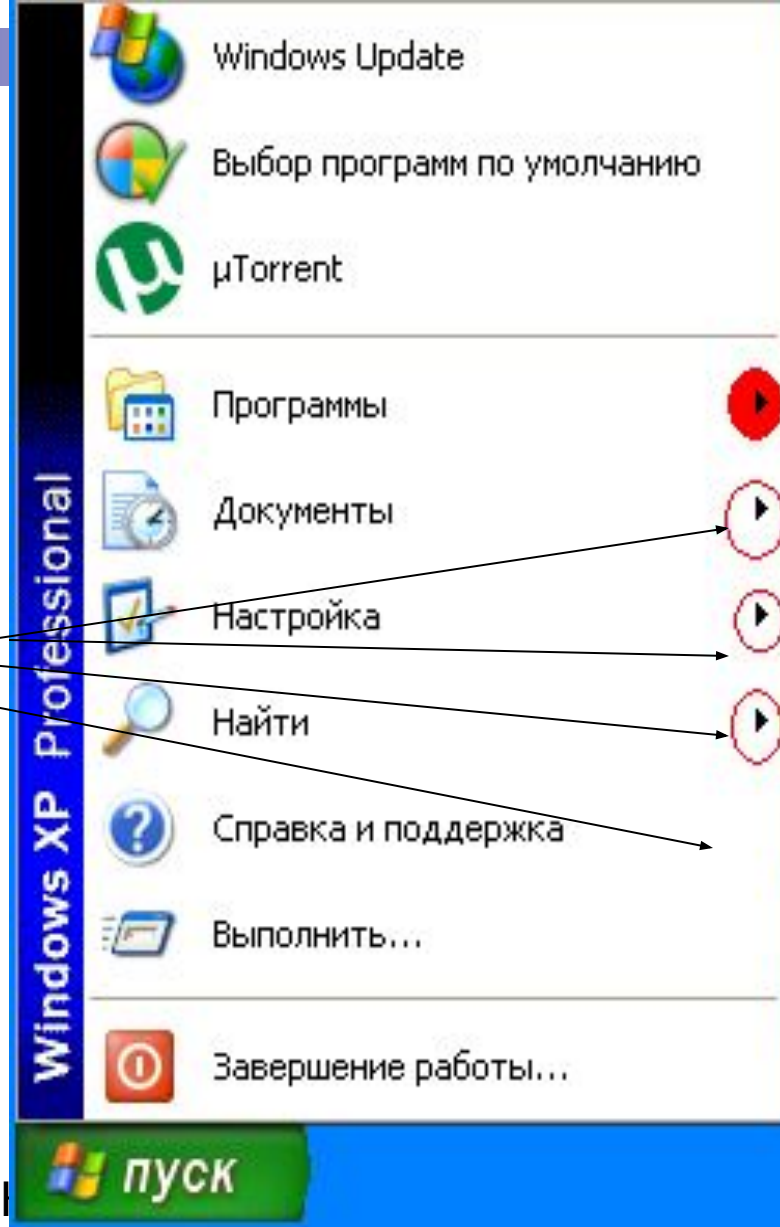 Windows Update
Выбор программ по умолчанию
µTorrent
Программы
Документы
Настройка
Найти
Справка и поддержка
Выполнить...
Завершение работы...
Windows XP Professional
пуск